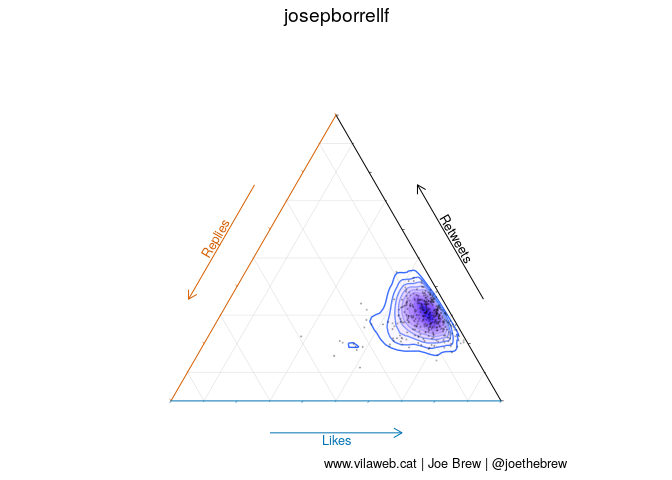 josepborrellf
Replies
Retweets
Likes
www.vilaweb.cat | Joe Brew | @joethebrew